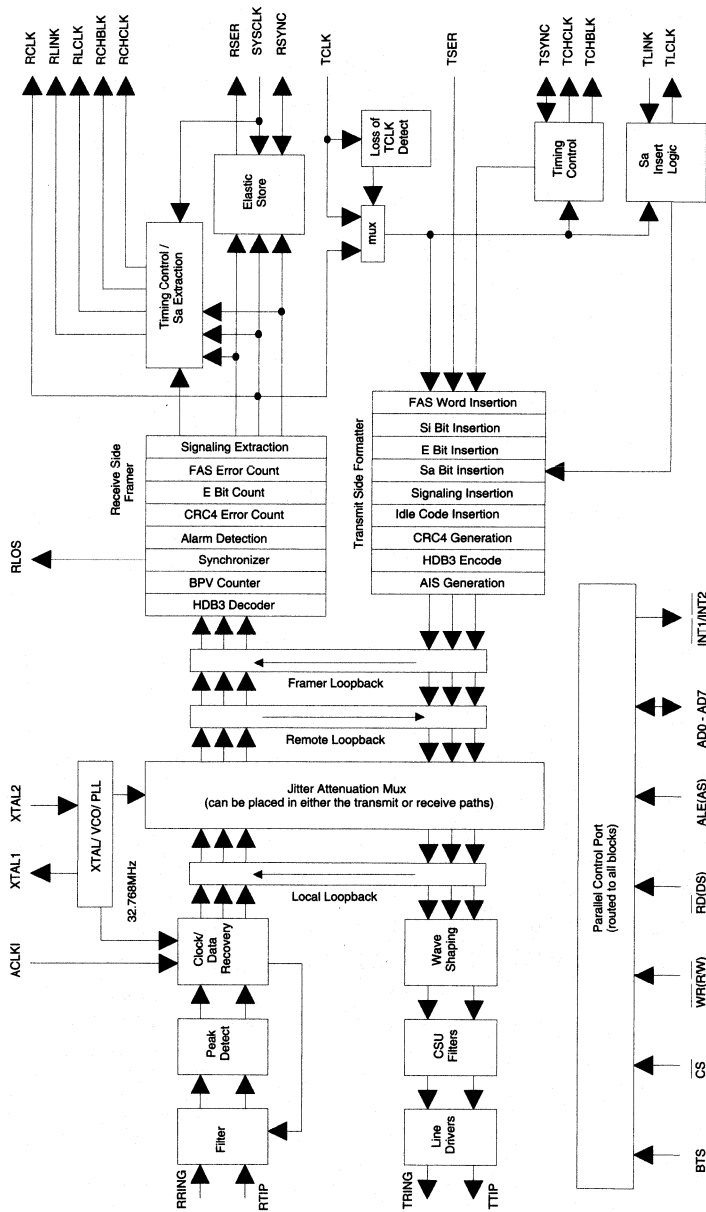 RCLK
RLINK
RLCLK
RCHBLK
RCHCLK
RSER
SYSCLK
RSYNC
TCLK
TSER
TSYNC
TCHCLK
TCHBLK
TLINK
TLCLK
Timing Control /
Sa Extraction
Elastic
Store
Loss of
TCLK
Detect
mux
Timing
Control
Sa
Insert
Logic
RLOS
Receive Side
Framer
Signaling Extraction
FAS Error Count
E Bit Count
CRC4 Error Count
Alarm Detection
Synchronizer
BPV Counter
HDB3 Decoder
Transmit Side Formatter
FAS Word Insertion
Si Bit Insertion
E Bit Insertion
Sa Bit Insertion
Signaling Insertion
Idle Code Insertion
CRC4 Generation
HDB3 Encode
AIS Generation
Framer Loopback
Remote Loopback
XTAL2
XTAL1
ACLKI
XTAL/ VCO/ PLL
32.768MHz
Jitter Attenuation Mux
(can be placed in either the transmit or receive paths)
Local Loopback
Clock/
Data
Recovery
Peak
Detect
Filter
RRING
RTIP
Wave
Shaping
CSU
Filters
Line
Drivers
TRING
TTIP
Parallel Control Port
(routed to all blocks)
INT1/INT2
AD0 - AD7
ALE(AS)
RD(DS)
WR(R/W)
CS
BTS